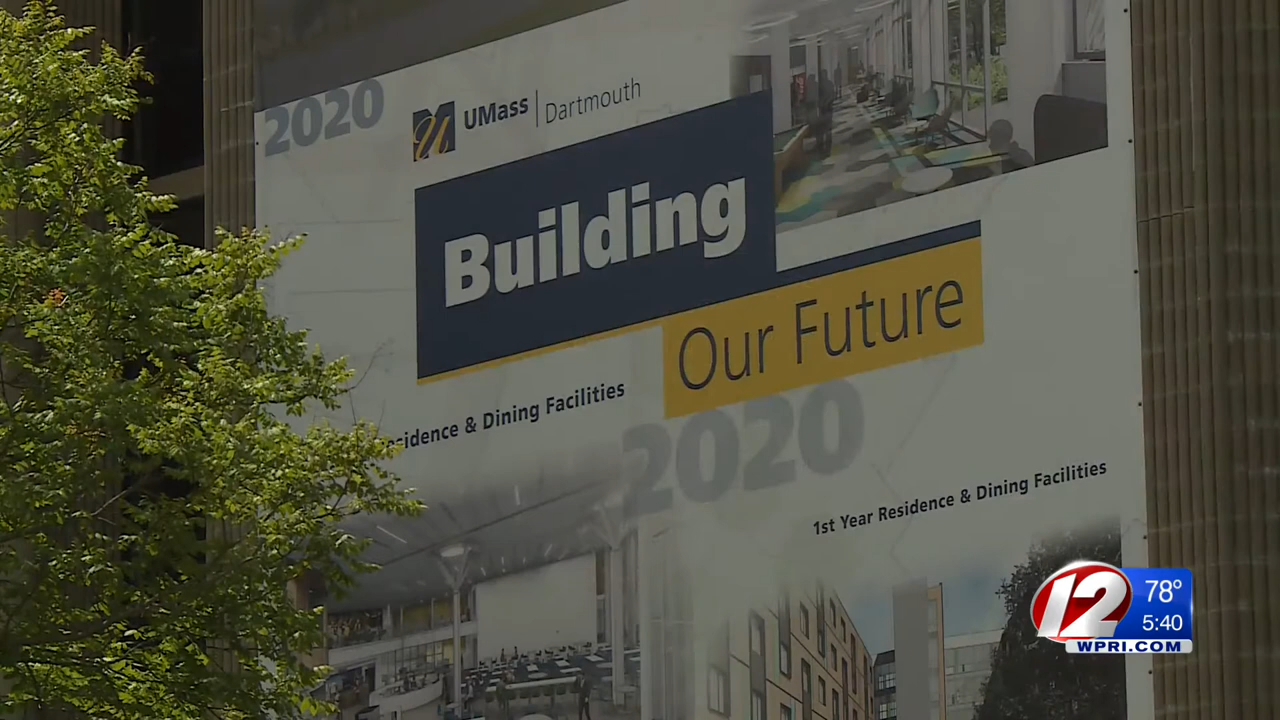 2020
UMass | Dartmouth
Building
Our Future
Residence & Dining Facilities
2020
1st Year Residence & Dining Facilities
12
78°
5:40
WPRI.COM